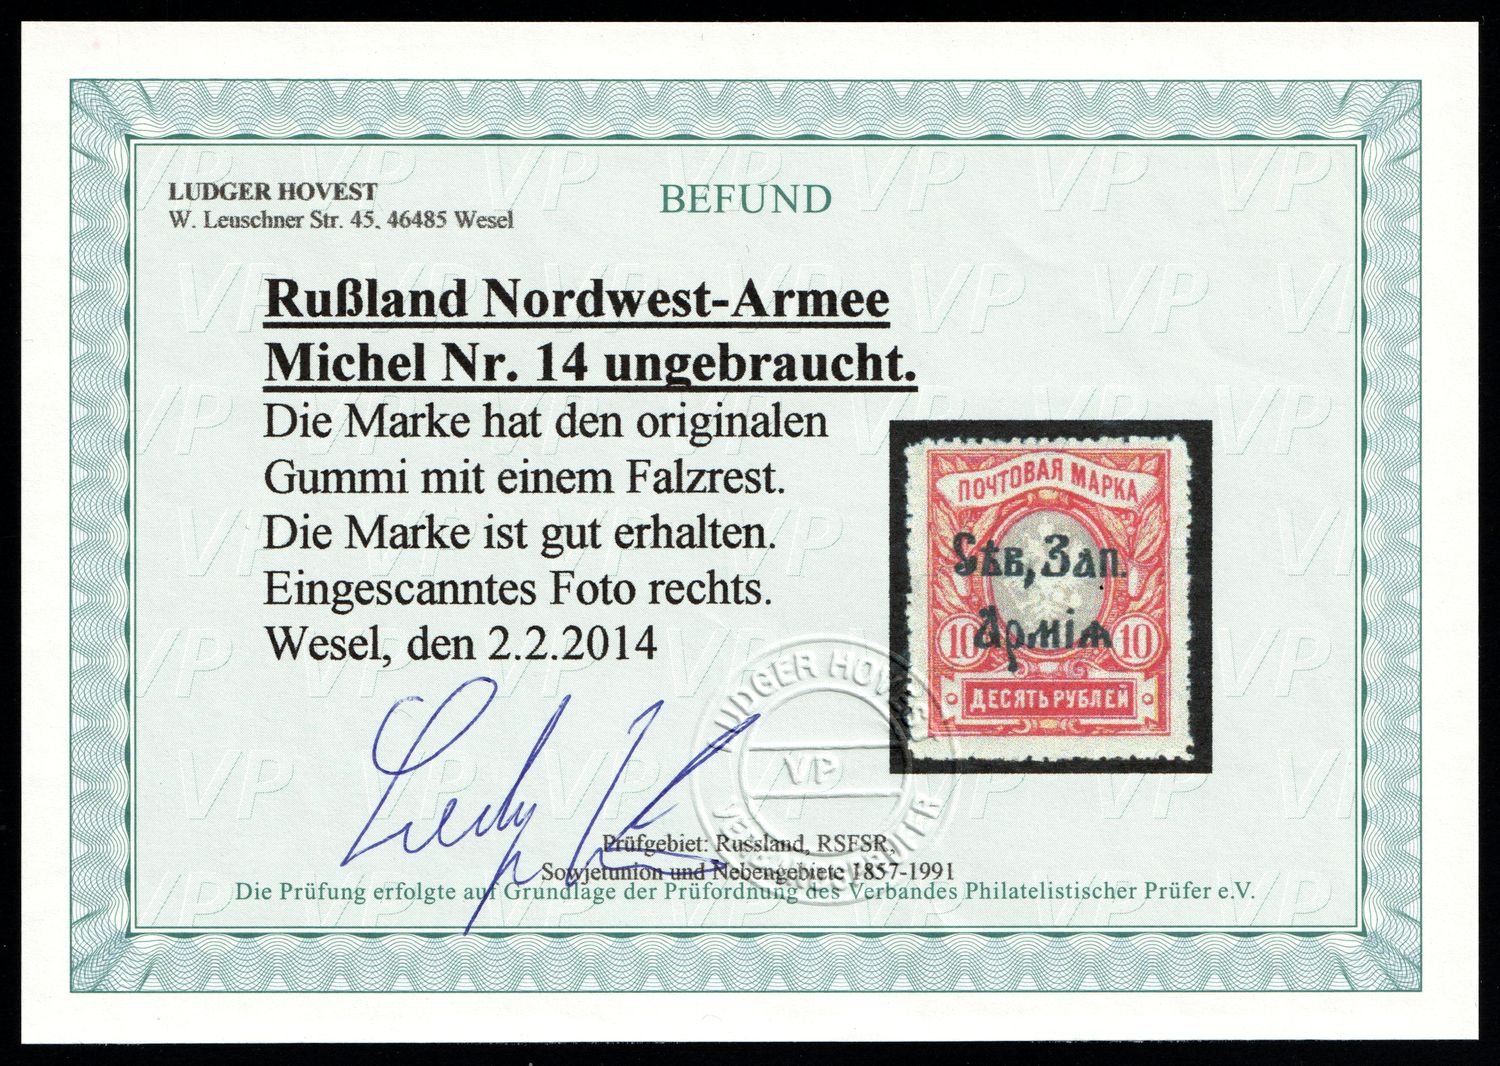 LUDGER HOVEST
W. Leuschner Str. 45, 46485 Wesel
BEFUND
Rußland Nordwest-Armee
Michel Nr. 14 ungebraucht.
Die Marke hat den originalen
Gummi mit einem Falzrest.
Die Marke ist gut erhalten.
Eingescanntes Foto rechts.
Wesel, den 2.2.2014
ПОЧТОВАЯ МАРКА
Сѣв, Зап.
Армія
10 10
ДЕСЯТЬ РУБЛЕЙ
LUDGER HOVEST
VP
Prüfgebiet: Russland, RSFSR,
Sowjetunion und Nebengebiete 1857-1991
Die Prüfung erfolgte auf Grundlage der Prüfordnung des Verbandes Philatelistischer Prüfer e.V.